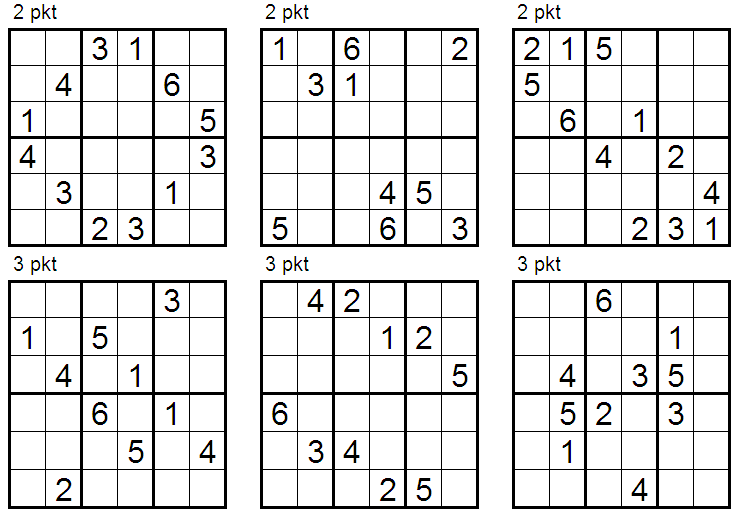 2 pkt 2 pkt 2 pkt
3 1 1 6 2 2 1 5
4 6 3 1 5
1 5 6 1
4 3 4 2
3 1 4 5 4
2 3 5 6 3 2 3 1
3 pkt 3 pkt 3 pkt
3 4 2 6
1 5 1 2 1
4 1 5 4 3 5
6 1 6 5 2 3
5 4 3 4 1
2 2 5 4